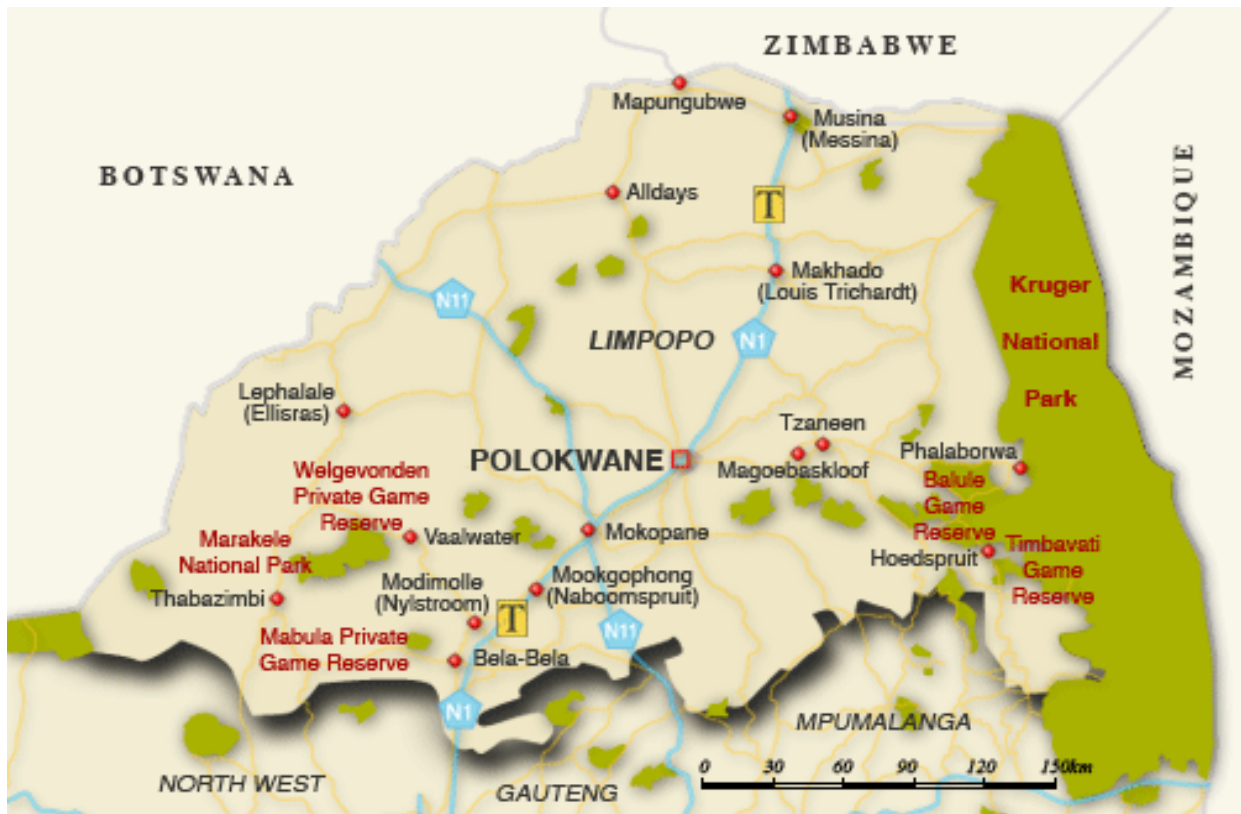 ZIMBABWE
Mapungubwe
Musina
(Messina)
BOTSWANA
MOZAMBIQUE
Alldays
T
Makhado
(Louis Trichardt)
Kruger
National
Park
N11
LIMPOPO
N1
Lephalale
(Ellisras)
Tzaneen
Magoebaskloof
POLOKWANE
Phalaborwa
Balule
Game
Reserve
Welgevonden
Private Game
Reserve
Vaalwater
Mokopane
Marakele
National Park
Hoedspruit
Timbavati
Game
Reserve
Thabazimbi
Modimolle
(Nylstroom)
Mookgophong
(Naboomspruit)
T
N11
Mabula Private
Game Reserve
Bela-Bela
N1
MPUMALANGA
NORTH WEST
GAUTENG
0 30 60 90 120 150km